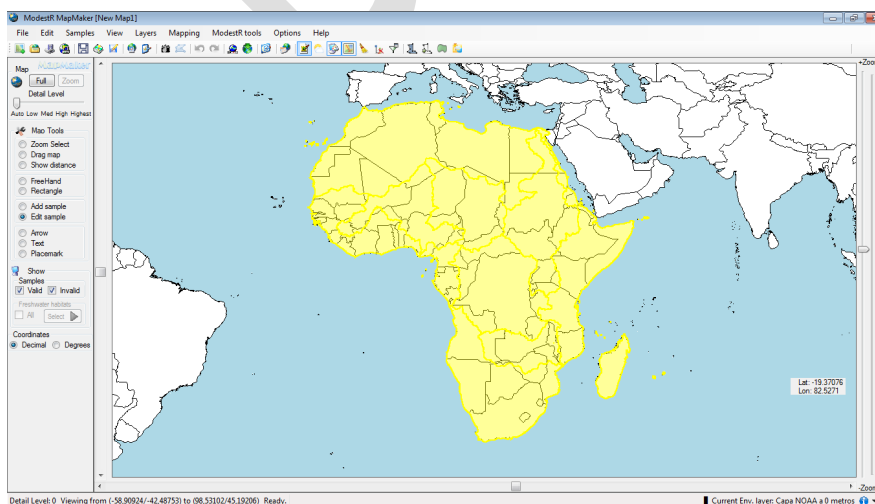 ModestR MapMaker [New Map1]
File Edit Samples View Layers Mapping ModestR tools Options Help
Map MapMaker
Full Zoom
Detail Level
Auto Low Med High Highest
Map Tools
Zoom Select
Drag map
Show distance
FreeHand
Rectangle
Add sample
Edit sample
Arrow
Text
Placemark
Show
Samples
Valid Invalid
Freshwater habitats
All Select
Coordinates
Decimal Degrees
+Zoom
Lat: -19.37076
Lon: 82.5271
-Zoom
Detail Level: 0 Viewing from (-58,90924/-42,48753) to (98,53102/45,19206) Ready.
Current Env. layer: Capa NOAA a 0 metros